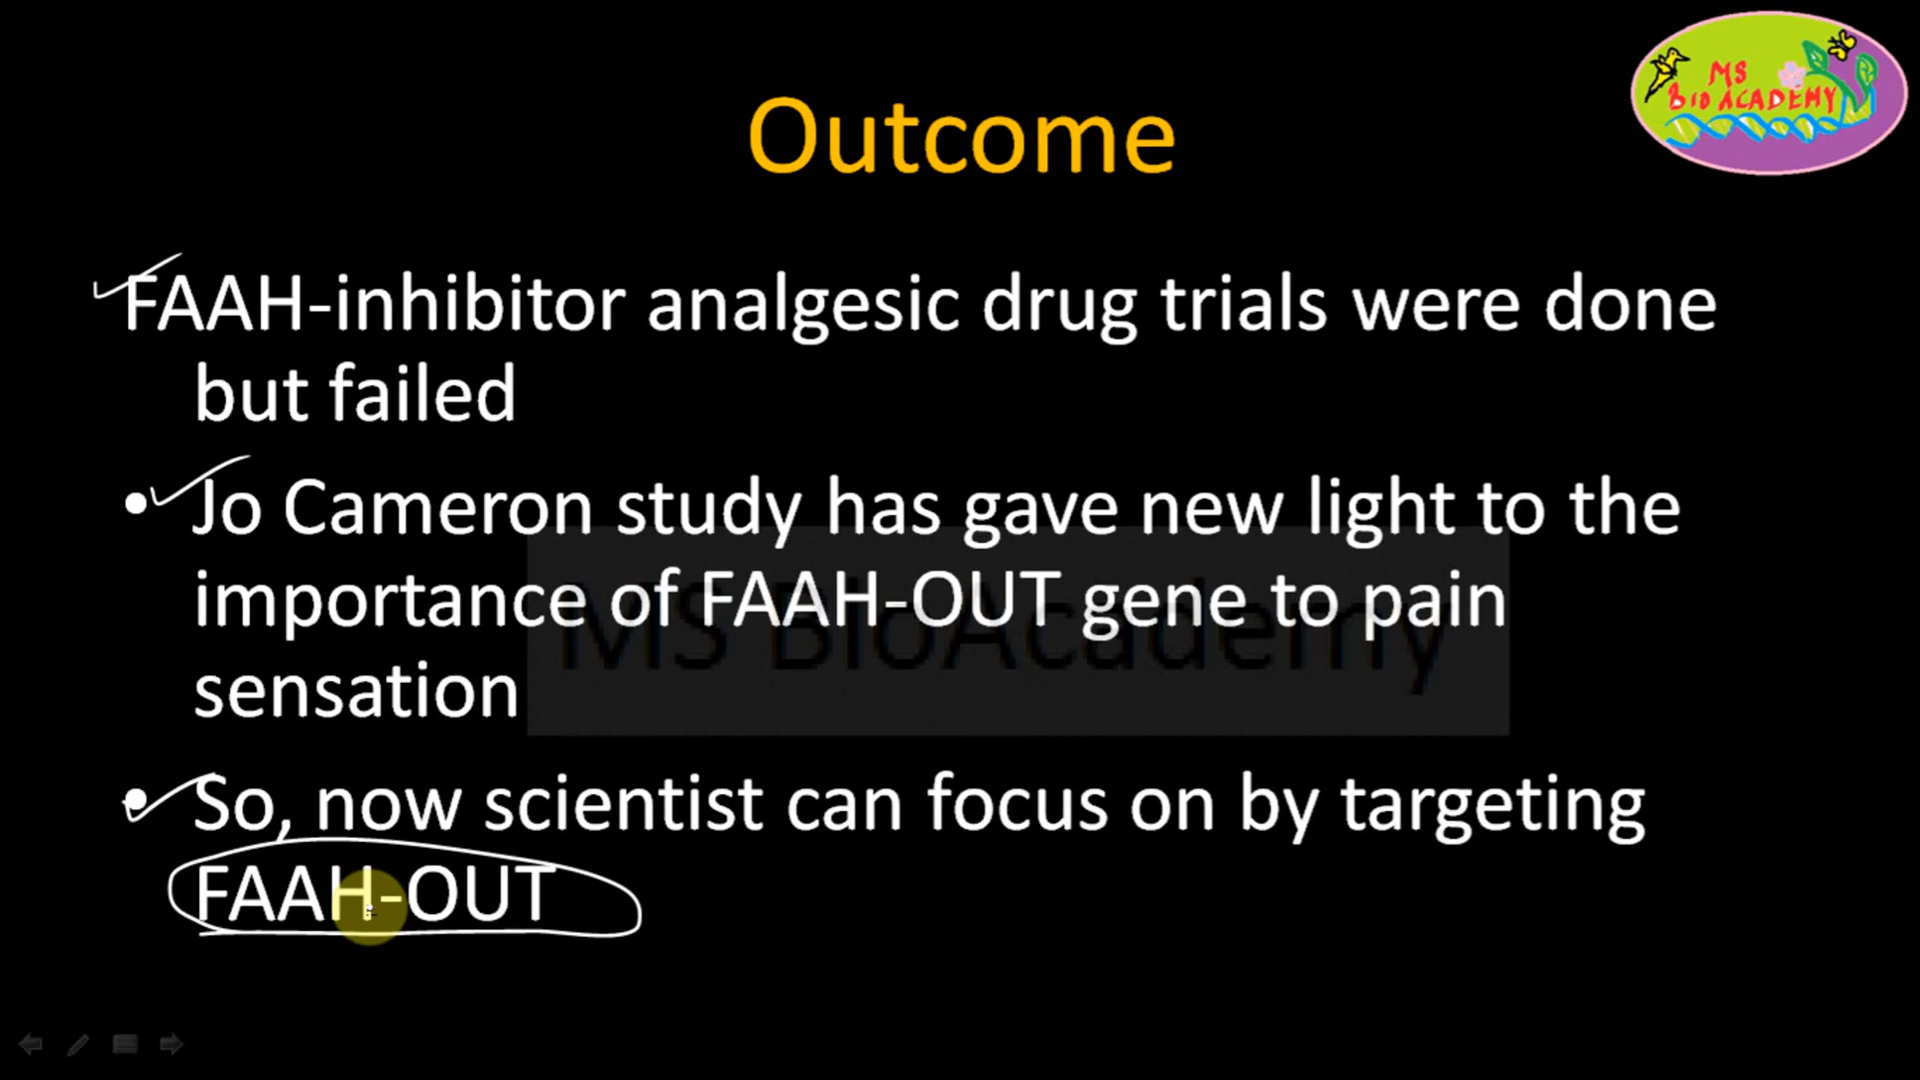 MS
BIO ACADEMY
Outcome
FAAH-inhibitor analgesic drug trials were done
but failed
• Jo Cameron study has gave new light to the
importance of FAAH-OUT gene to pain
sensation
MS BioAcademy
• So, now scientist can focus on by targeting
FAAH-OUT